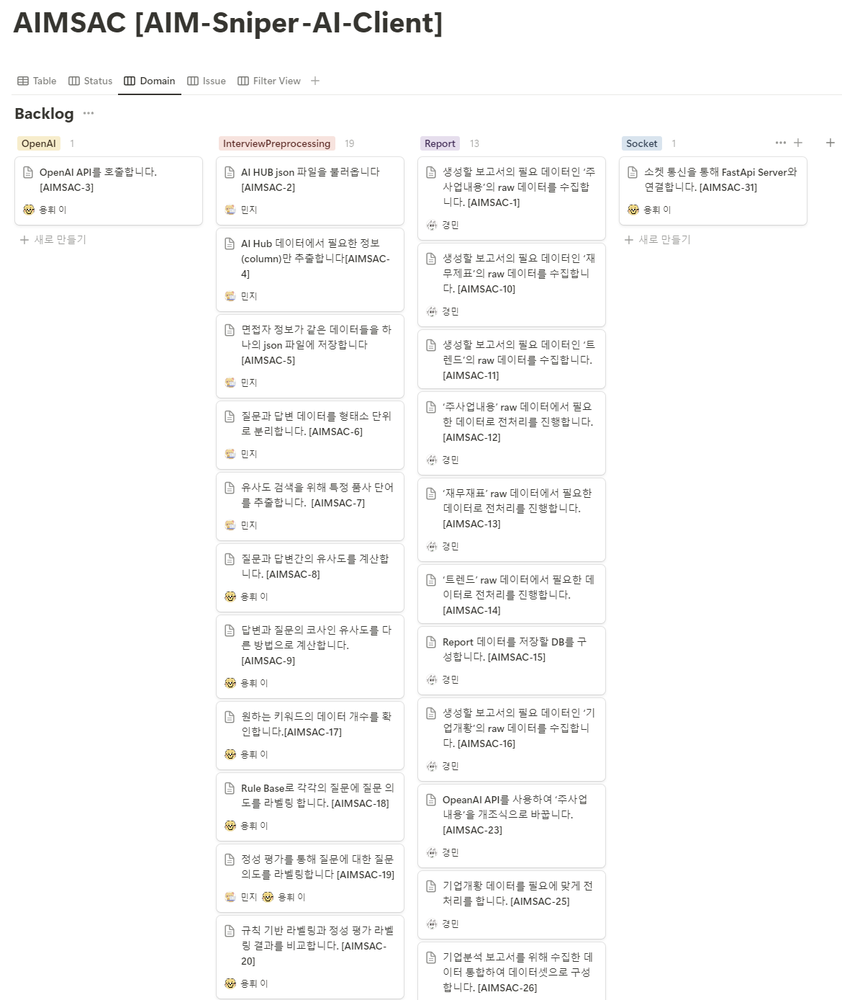 AIMSAC [AIM-Sniper-AI-Client]
Table
Status
Domain
Issue
Filter View
Backlog
OpenAI 1
OpenAI API를 호출합니다.
[AIMSAC-3]
용휘 이
새로 만들기
InterviewPreprocessing 19
AI HUB json 파일을 불러옵니다
[AIMSAC-2]
민지
AI Hub 데이터에서 필요한 정보
(column)만 추출합니다[AIMSAC-
4]
민지
면접자 정보가 같은 데이터들을 하
나의 json 파일에 저장합니다
[AIMSAC-5]
민지
질문과 답변 데이터를 형태소 단위
로 분리합니다. [AIMSAC-6]
민지
유사도 검색을 위해 특정 품사 단어
를 추출합니다. [AIMSAC-7]
민지
질문과 답변간의 유사도를 계산합
니다. [AIMSAC-8]
용휘 이
답변과 질문의 코사인 유사도를 다
른 방법으로 계산합니다.
[AIMSAC-9]
용휘 이
원하는 키워드의 데이터 개수를 확
인합니다.[AIMSAC-17]
용휘 이
Rule Base로 각각의 질문에 질문 의
도를 라벨링 합니다. [AIMSAC-18]
용휘 이
정성 평가를 통해 질문에 대한 질문
의도를 라벨링합니다 [AIMSAC-19]
민지 용휘 이
규칙 기반 라벨링과 정성 평가 라벨
링 결과를 비교합니다. [AIMSAC-
20]
용휘 이
Report 13
생성할 보고서의 필요 데이터인 ‘주
사업내용’의 raw 데이터를 수집합
니다. [AIMSAC-1]
경민
생성할 보고서의 필요 데이터인 ‘재
무제표’의 raw 데이터를 수집합니
다. [AIMSAC-10]
경민
생성할 보고서의 필요 데이터인 ‘트
렌드’의 raw 데이터를 수집합니다.
[AIMSAC-11]
‘주사업내용’ raw 데이터에서 필요
한 데이터로 전처리를 진행합니다.
[AIMSAC-12]
경민
‘재무재표’ raw 데이터에서 필요한
데이터로 전처리를 진행합니다.
[AIMSAC-13]
경민
‘트렌드’ raw 데이터에서 필요한 데
이터로 전처리를 진행합니다.
[AIMSAC-14]
Report 데이터를 저장할 DB를 구
성합니다. [AIMSAC-15]
경민
생성할 보고서의 필요 데이터인 ‘기
업개황’의 raw 데이터를 수집합니
다. [AIMSAC-16]
경민
OpeanAI API를 사용하여 ‘주사업
내용’을 개조식으로 바꿉니다.
[AIMSAC-23]
경민
기업개황 데이터를 필요에 맞게 전
처리를 합니다. [AIMSAC-25]
경민
기업분석 보고서를 위해 수집한 데
이터 통합하여 데이터셋으로 구성
합니다. [AIMSAC-26]
Socket 1
소켓 통신을 통해 FastApi Server와
연결합니다. [AIMSAC-31]
용휘 이
새로 만들기